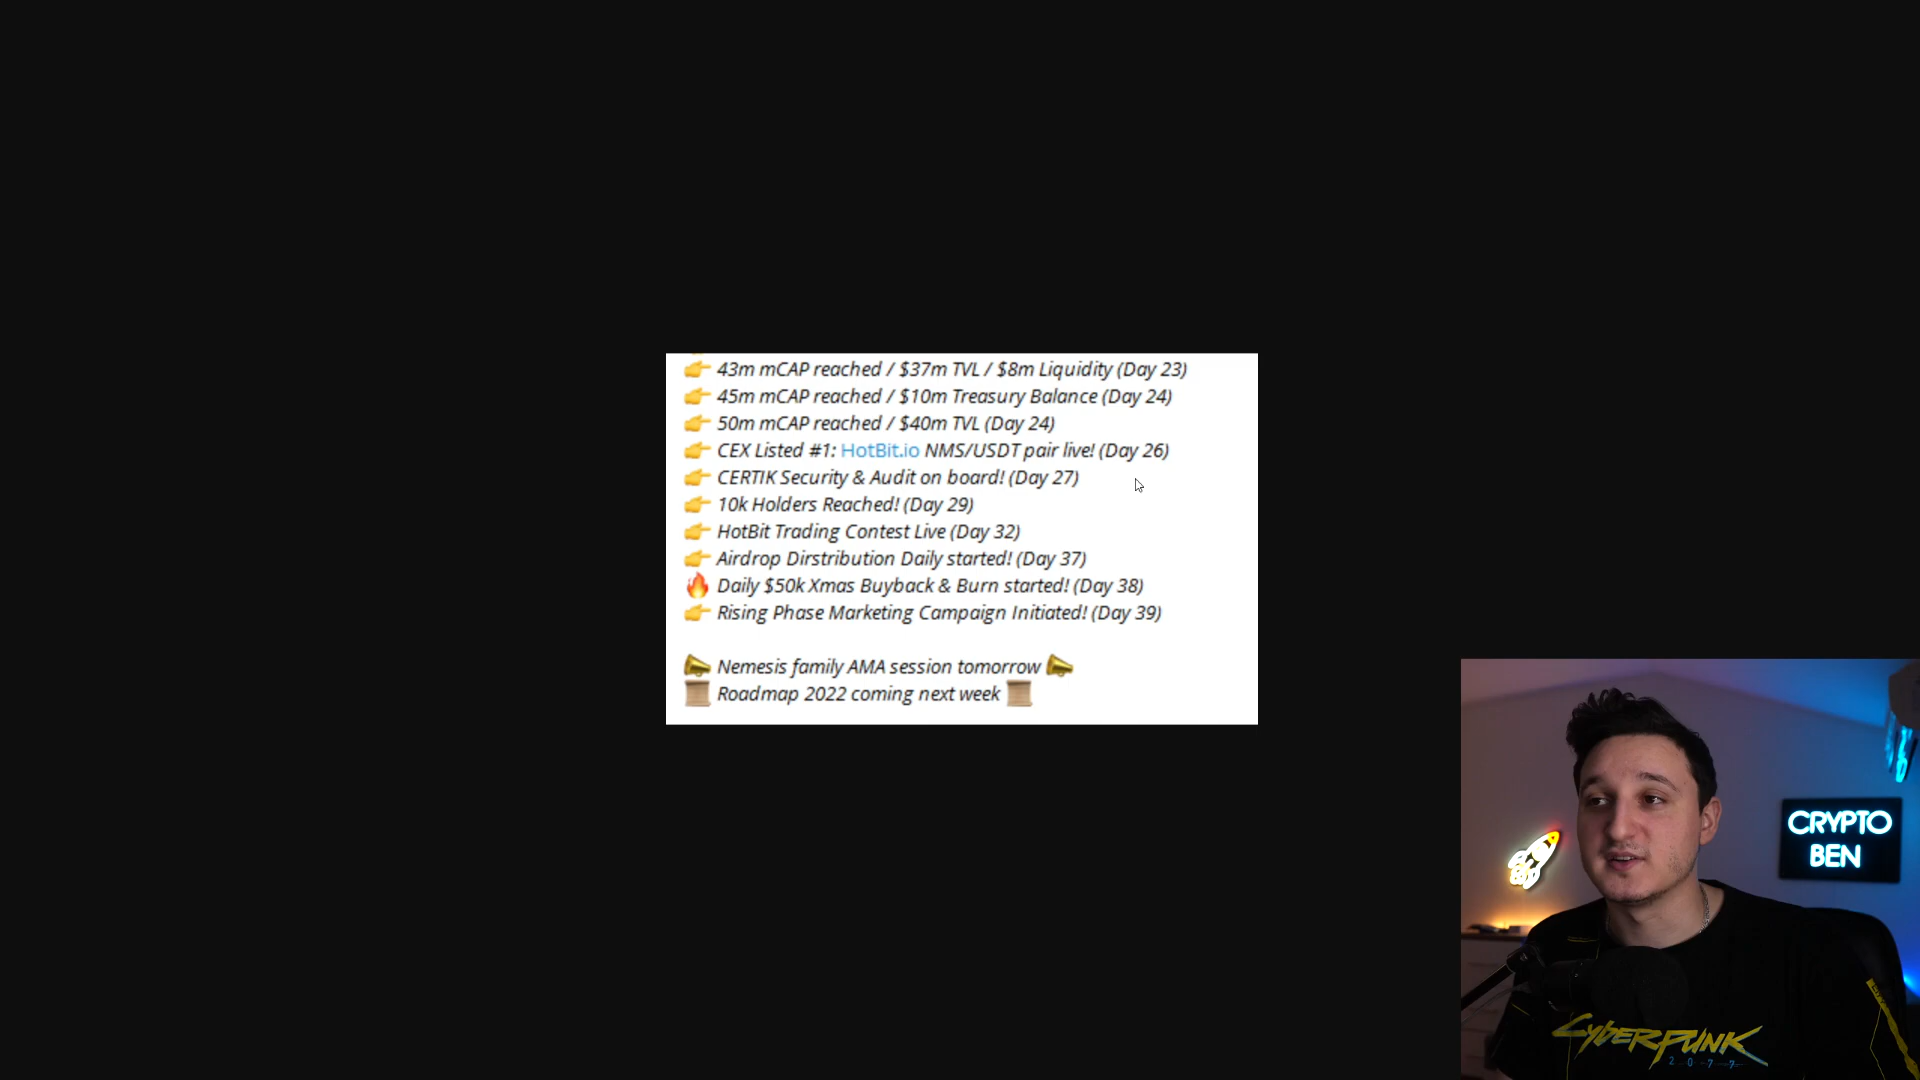 👉 43m mCAP reached / $37m TVL / $8m Liquidity (Day 23)
👉 45m mCAP reached / $10m Treasury Balance (Day 24)
👉 50m mCAP reached / $40m TVL (Day 24)
👉 CEX Listed #1: HotBit.io NMS/USDT pair live! (Day 26)
👉 CERTIK Security & Audit on board! (Day 27)
👉 10k Holders Reached! (Day 29)
👉 HotBit Trading Contest Live (Day 32)
👉 Airdrop Dirstribution Daily started! (Day 37)
🔥 Daily $50k Xmas Buyback & Burn started! (Day 38)
👉 Rising Phase Marketing Campaign Initiated! (Day 39)
📣 Nemesis family AMA session tomorrow 📣
📜 Roadmap 2022 coming next week 📜
CRYPTO
BEN
CYBERPUNK
2077